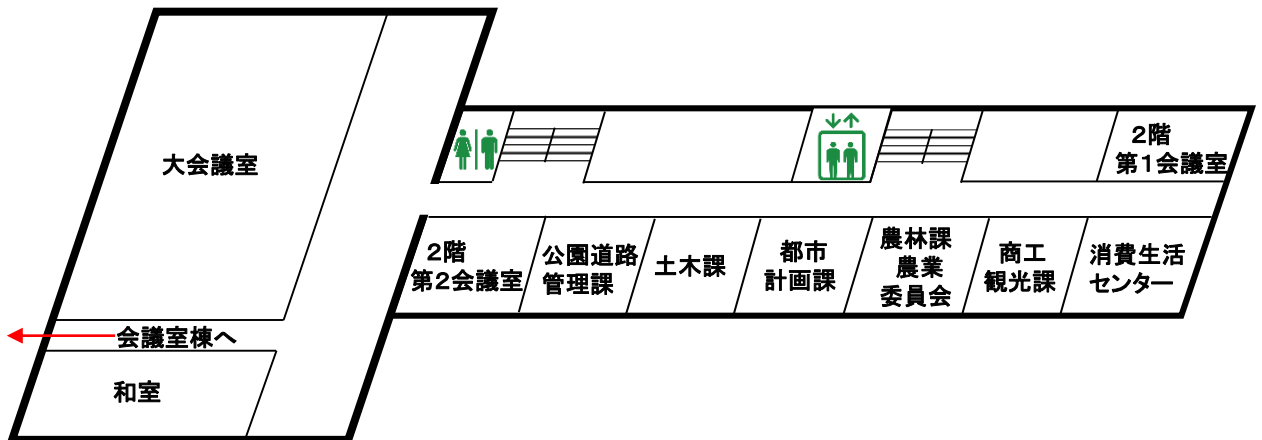 大会議室
会議室棟へ
和室
2階
第1会議室
2階
第2会議室
公園道路
管理課
土木課
都市
計画課
農林課
農業
委員会
商工
観光課
消費生活
センター